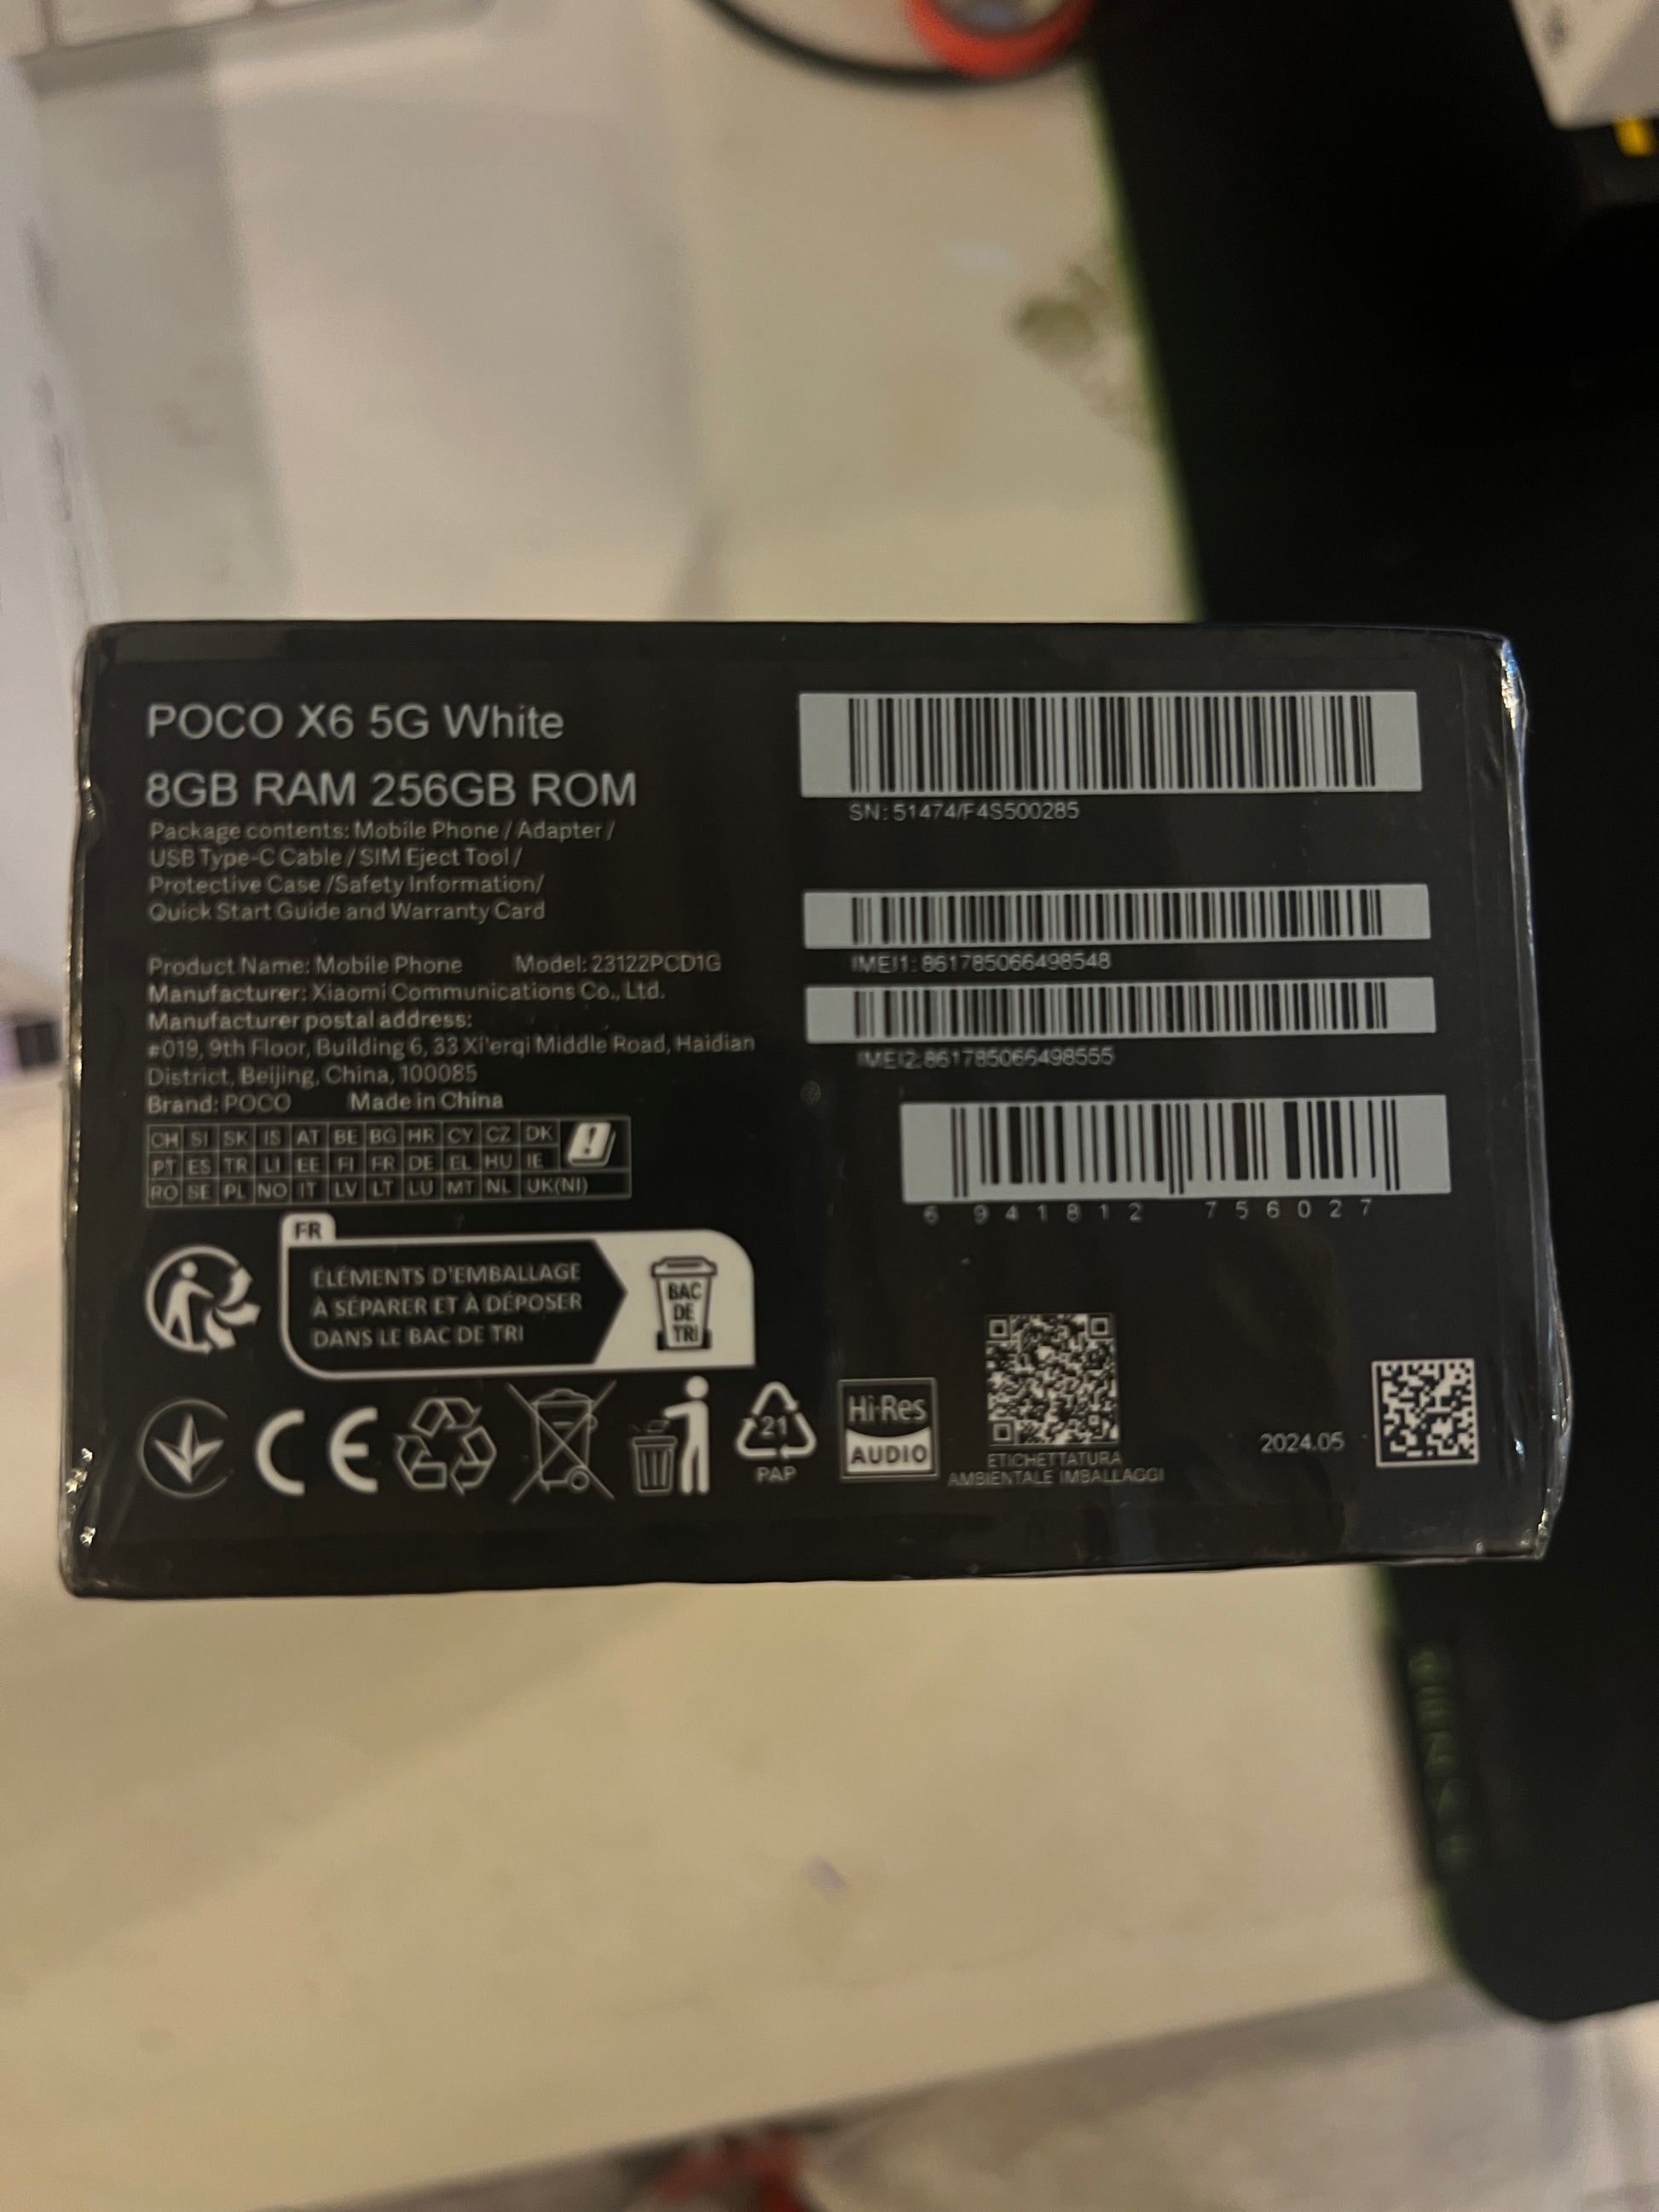 POCO X6 5G White
8GB RAM 256GB ROM
Package contents: Mobile Phone / Adapter /
USB Type-C Cable / SIM Eject Tool /
Protective Case /Safety Information/
Quick Start Guide and Warranty Card
Product Name: Mobile Phone Model: 23122PCD1G
Manufacturer: Xiaomi Communications Co., Ltd.
Manufacturer postal address:
#019, 9th Floor, Building 6, 33 Xi'erqi Middle Road, Haidian
District, Beijing, China, 100085
Brand: POCO Made in China
CH SI SK IS AT BE BG HR CY CZ DK
PT ES TR LI EE FI FR DE EL HU IE
RO SE PL NO IT LV LT LU MT NL UK(NI)
FR
ÉLÉMENTS D'EMBALLAGE
À SÉPARER ET À DÉPOSER
DANS LE BAC DE TRI
BAC
DE
TRI
CE
21
PAP
Hi-Res
AUDIO
SN: 51474/F4S500285
IMEI1: 861785066498548
IMEI2:861785066498555
6 941812 756027
ETICHETTATURA
AMBIENTALE IMBALLAGGI
2024.05